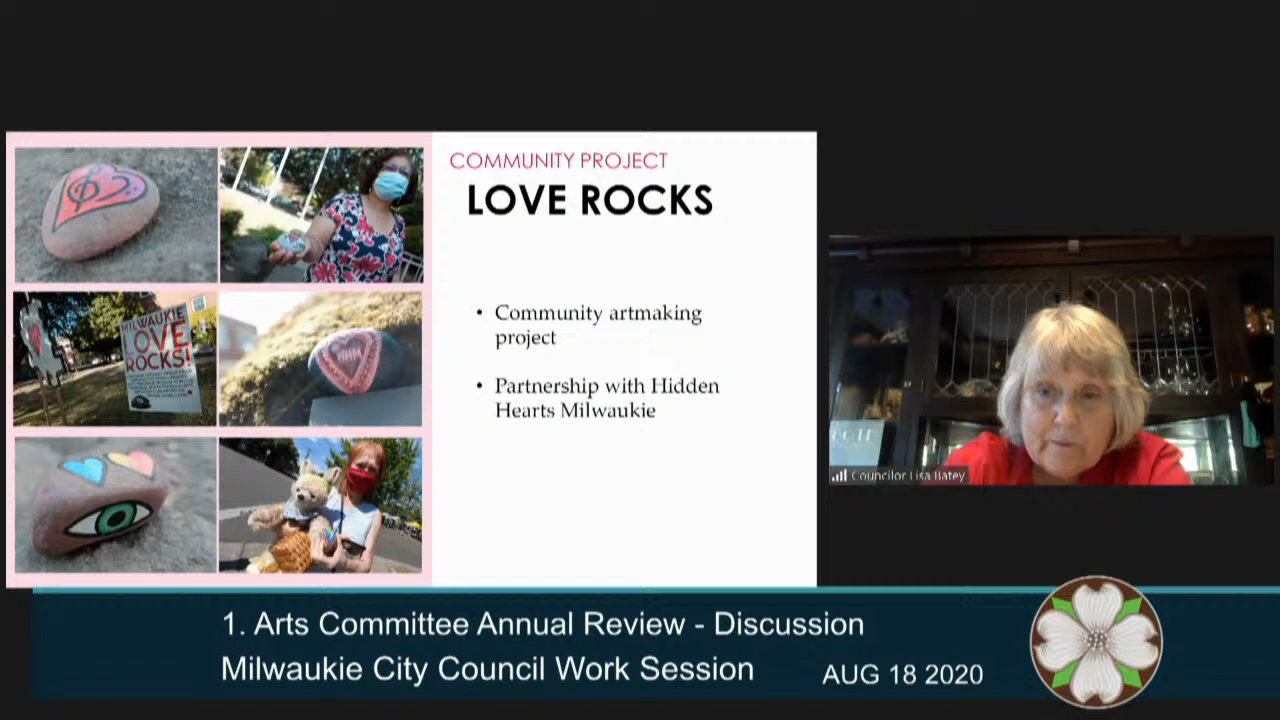 COMMUNITY PROJECT
LOVE ROCKS
• Community artmaking
project
• Partnership with Hidden
Hearts Milwaukie
MILWAUKIE
LOVE
ROCKS!
Councilor Lisa Batey
1. Arts Committee Annual Review - Discussion
Milwaukie City Council Work Session
AUG 18 2020